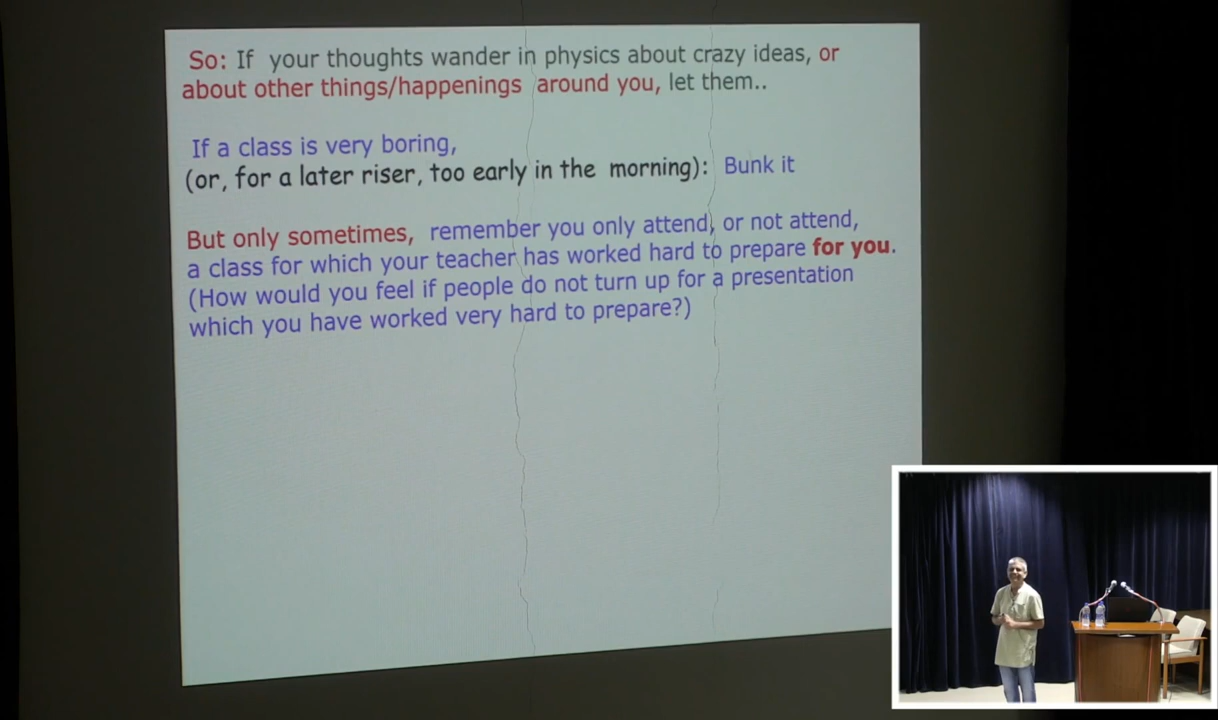 So: If your thoughts wander in physics about crazy ideas, or
about other things/happenings around you, let them..
If a class is very boring,
(or, for a later riser, too early in the morning): Bunk it
But only sometimes, remember you only attend, or not attend,
a class for which your teacher has worked hard to prepare for you.
(How would you feel if people do not turn up for a presentation
which you have worked very hard to prepare?)